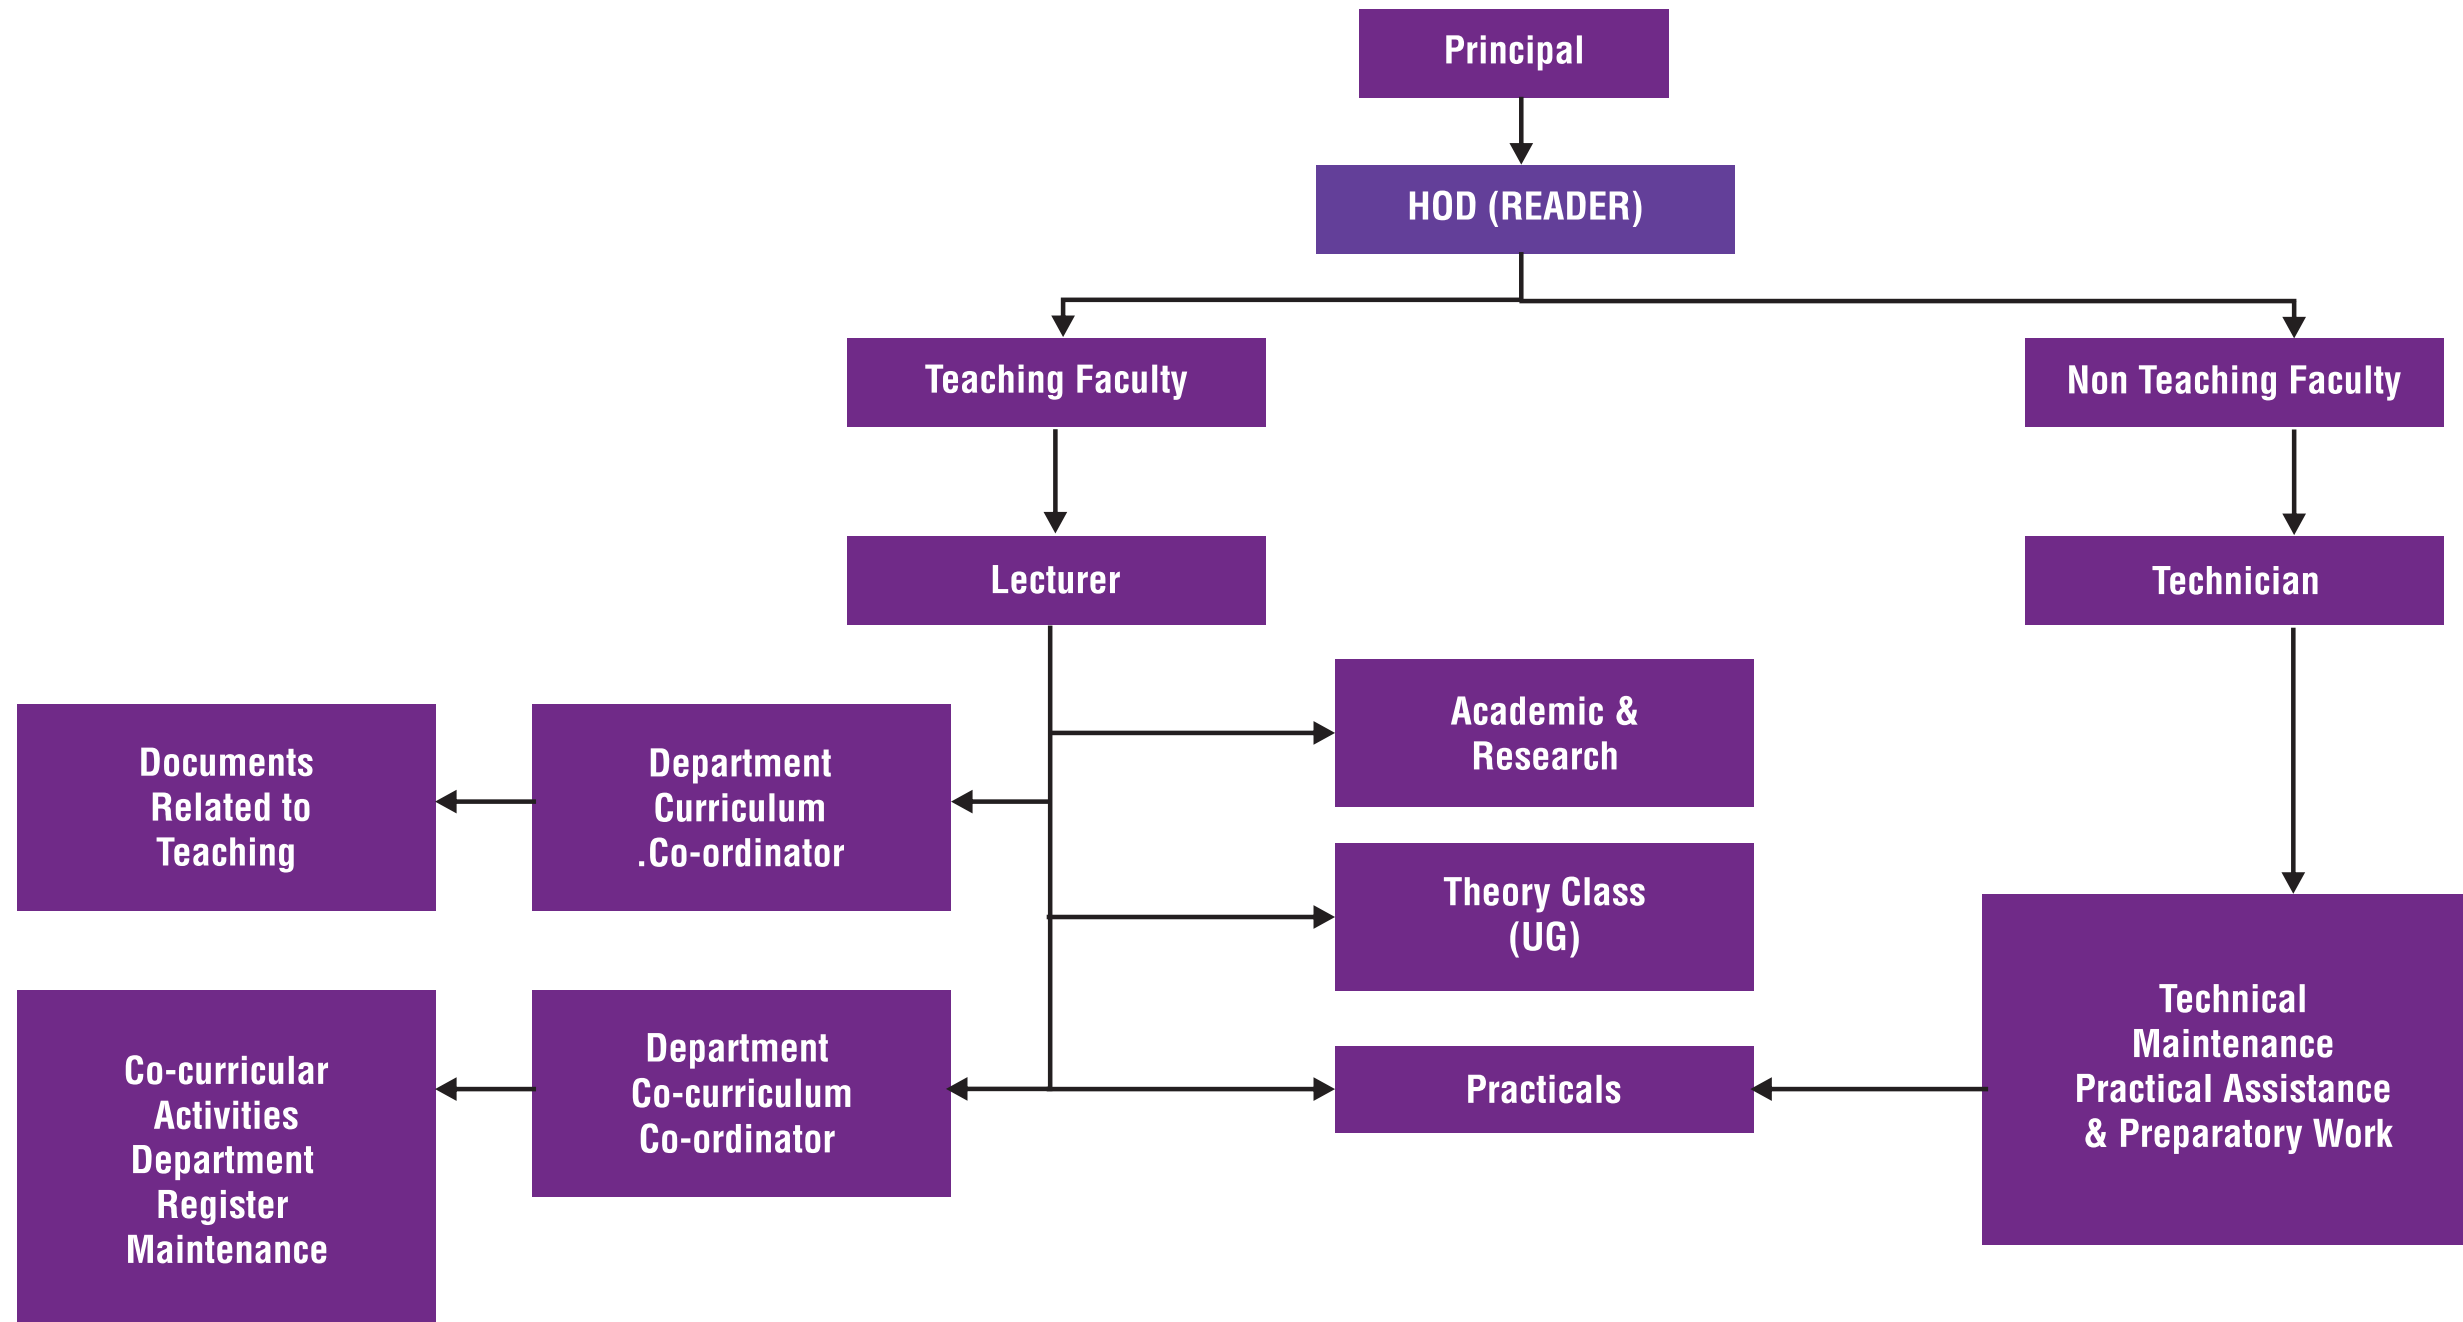 Principal
HOD (READER)
Teaching Faculty
Non Teaching Faculty
Lecturer
Technician
Academic &
Research
Documents
Related to
Teaching
Department
Curriculum
.Co-ordinator
Theory Class
(UG)
Co-curricular
Activities
Department
Register
Maintenance
Department
Co-curriculum
Co-ordinator
Practicals
Technical
Maintenance
Practical Assistance
& Preparatory Work